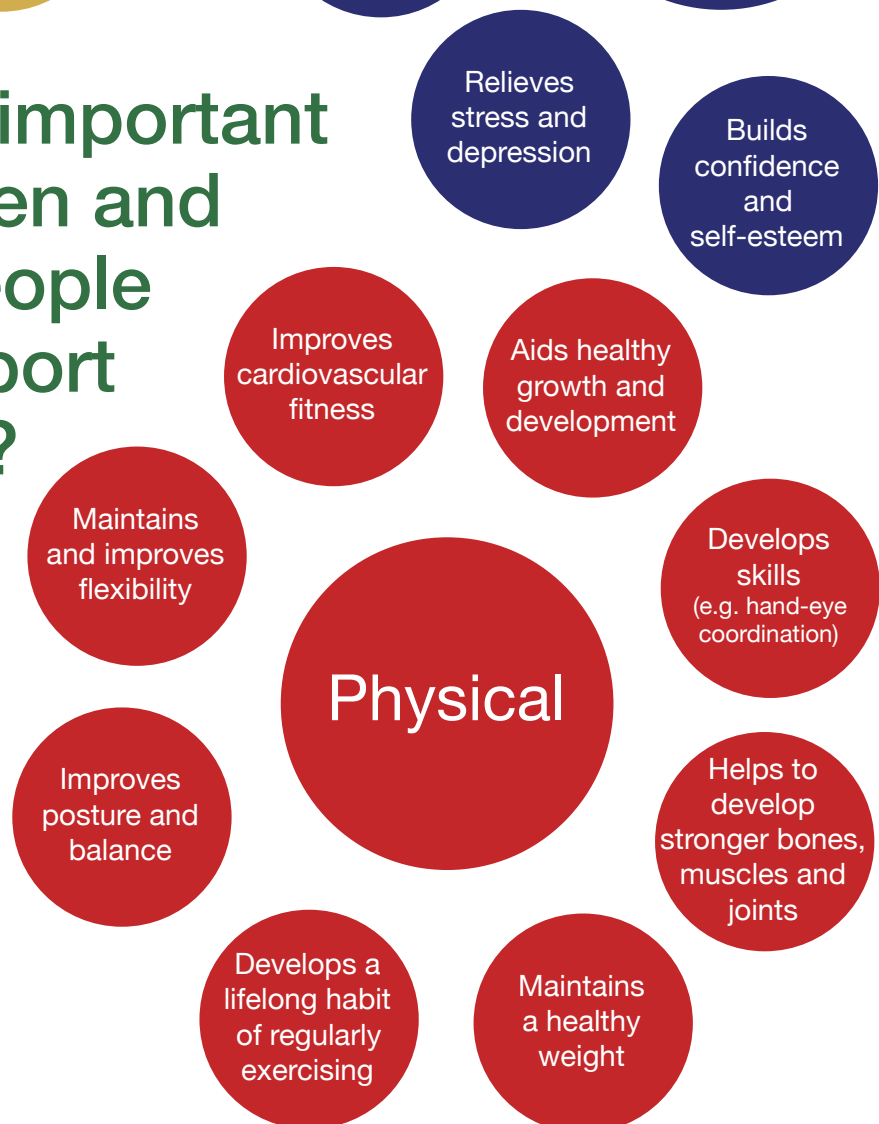 important
en and
eople
port
?
Relieves
stress and
depression
Builds
confidence
and
self-esteem
Improves
cardiovascular
fitness
Aids healthy
growth and
development
Maintains
and improves
flexibility
Develops
skills
(e.g. hand-eye
coordination)
Physical
Improves
posture and
balance
Helps to
develop
stronger bones,
muscles and
joints
Develops a
lifelong habit
of regularly
exercising
Maintains
a healthy
weight